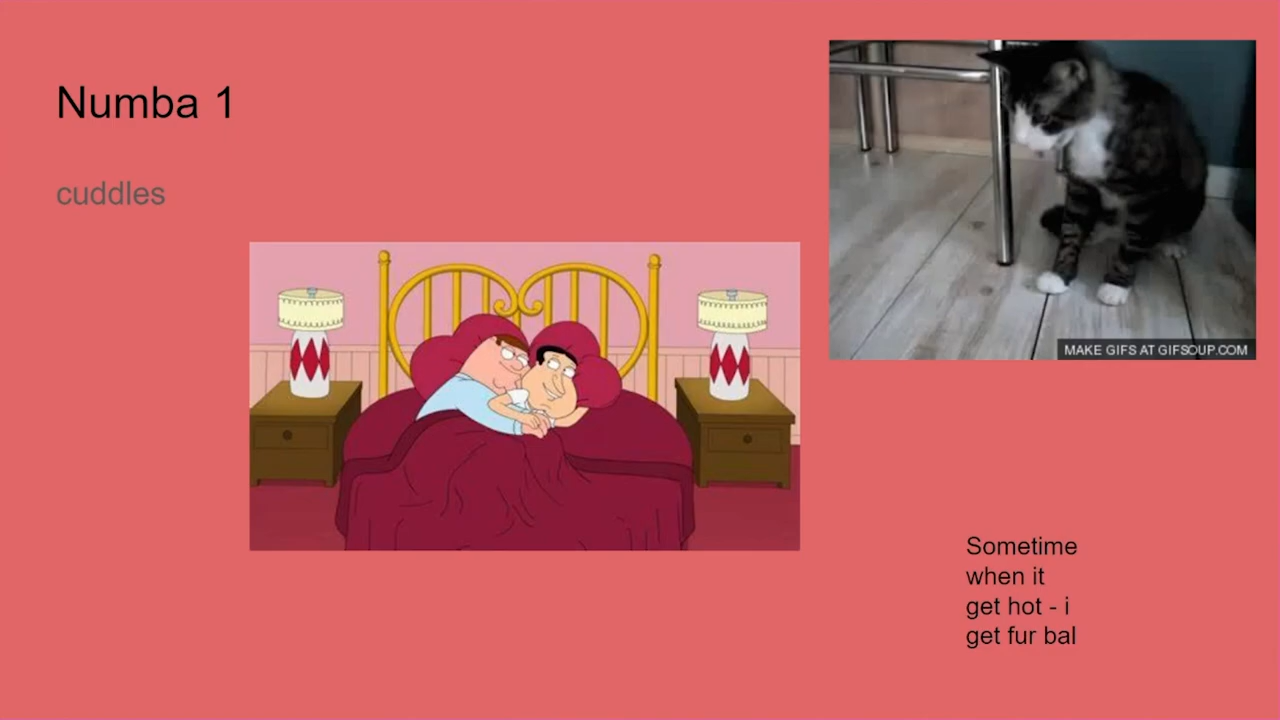 Numba 1
cuddles
MAKE GIFS AT GIFSOUP.COM
Sometime
when it
get hot - i
get fur bal